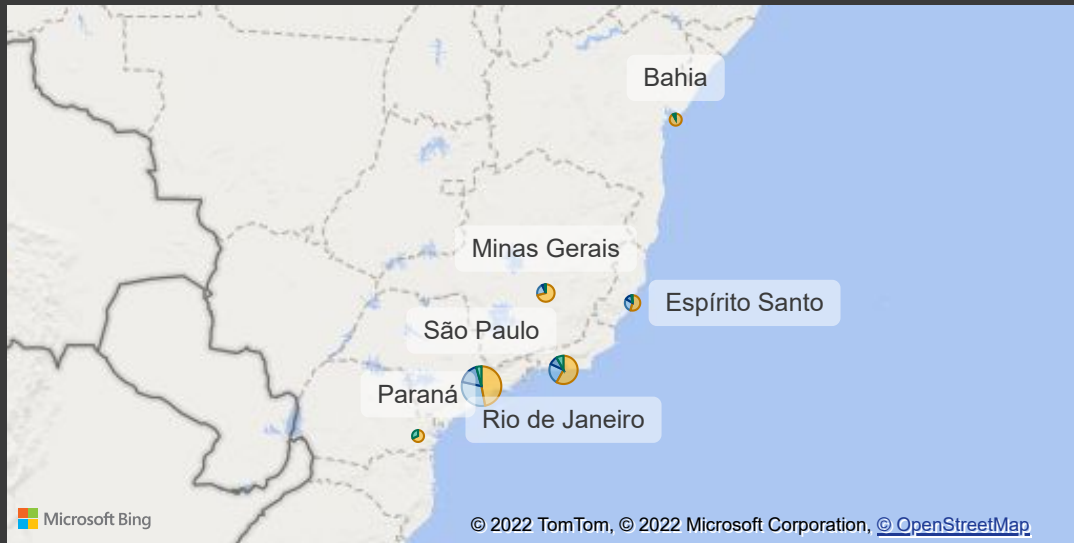 Bahia
Minas Gerais
Espírito Santo
São Paulo
Paraná
Rio de Janeiro
Microsoft Bing
© 2022 TomTom, © 2022 Microsoft Corporation, © OpenStreetMap